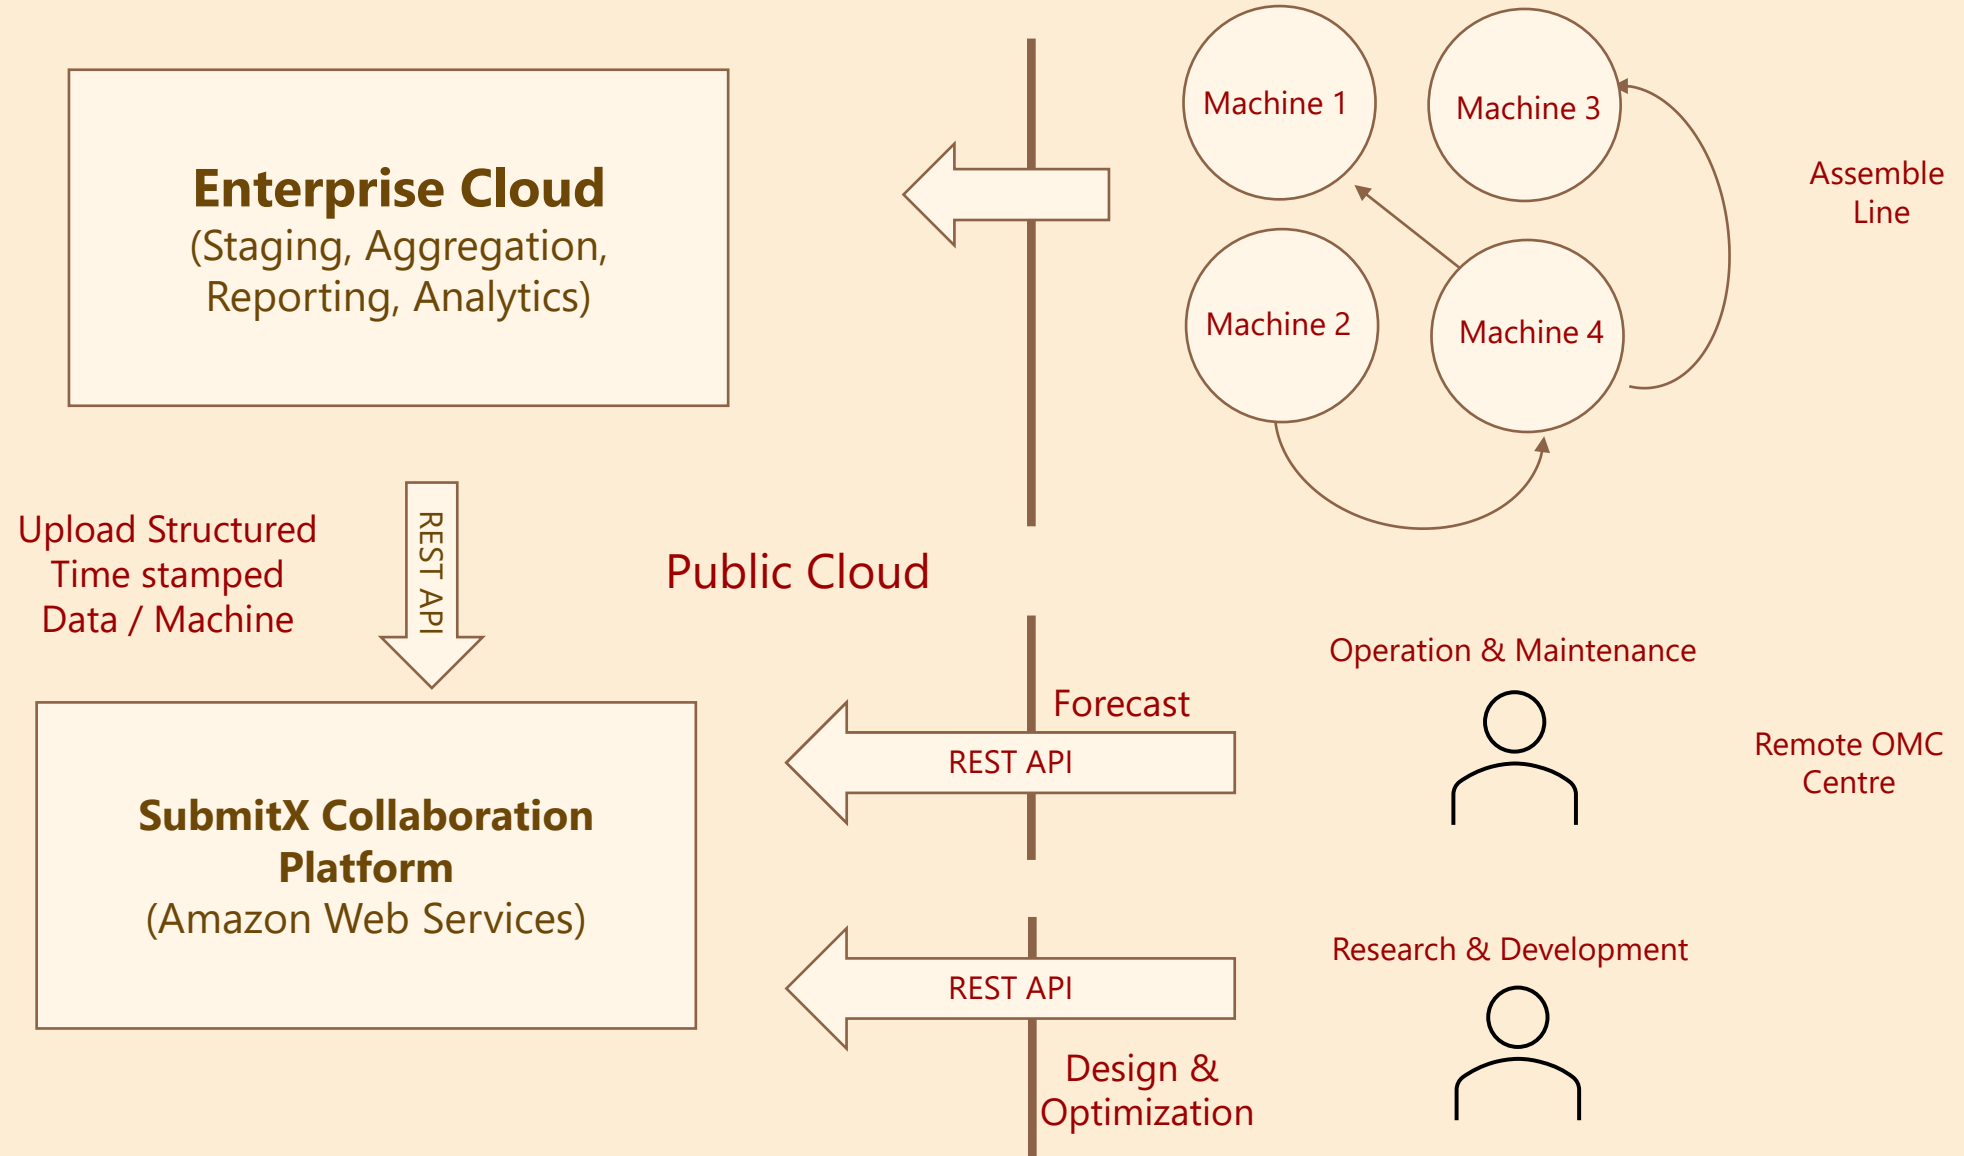 Machine 1
Machine 3
Enterprise Cloud
(Staging, Aggregation,
Reporting, Analytics)
Assemble
Line
Machine 2
Machine 4
Upload Structured
Time stamped
Data / Machine
REST API
Public Cloud
Operation & Maintenance
Forecast
REST API
Remote OMC
Centre
SubmitX Collaboration
Platform
(Amazon Web Services)
Research & Development
REST API
Design &
Optimization